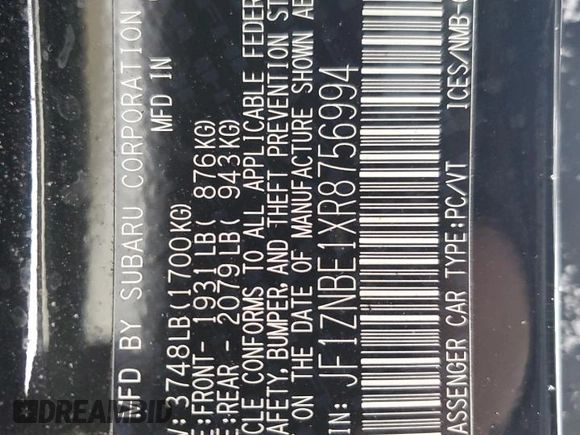 MFD BY SUBARU CORPORATION
MFD IN
: 3748LB(1700KG)
:FRONT- 1931LB( 876KG)
:REAR - 2079LB( 943KG)
CLE CONFORMS TO ALL APPLICABLE FEDER
AFETY, BUMPER, AND THEFT PREVENTION ST
ON THE DATE OF MANUFACTURE SHOWN AB
IN: JF1ZNBE1XR8756994
ASSENGER CAR TYPE:PC/VT ICES/NMB-
DREAMBID